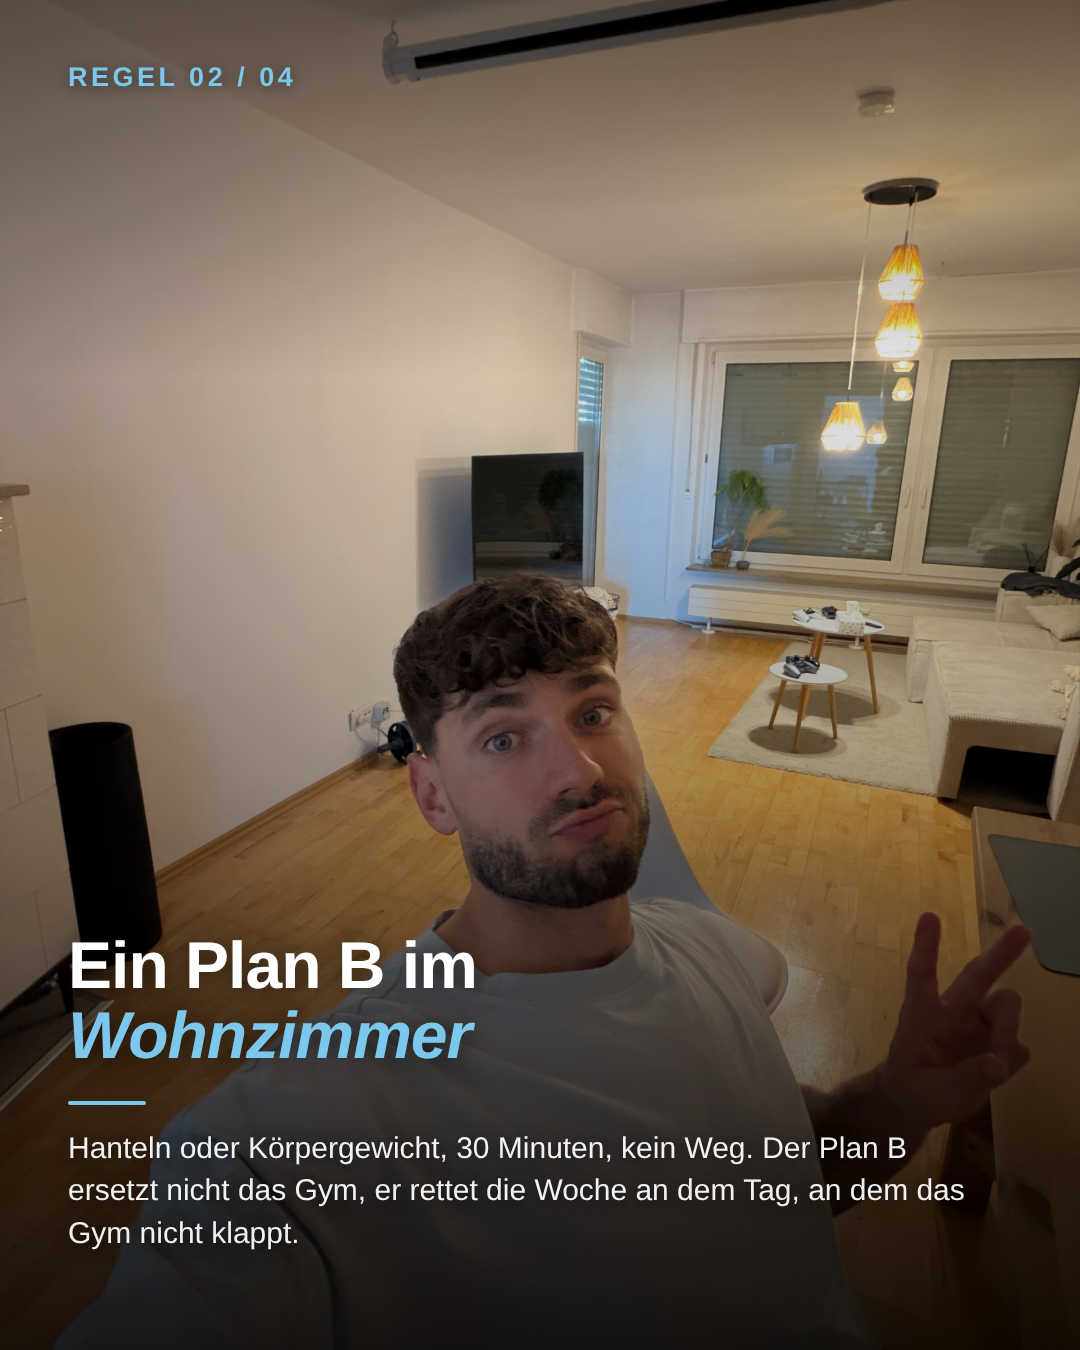 REGEL 02 / 04
Ein Plan B im
Wohnzimmer
Hanteln oder Körpergewicht, 30 Minuten, kein Weg. Der Plan B
ersetzt nicht das Gym, er rettet die Woche an dem Tag, an dem das
Gym nicht klappt.